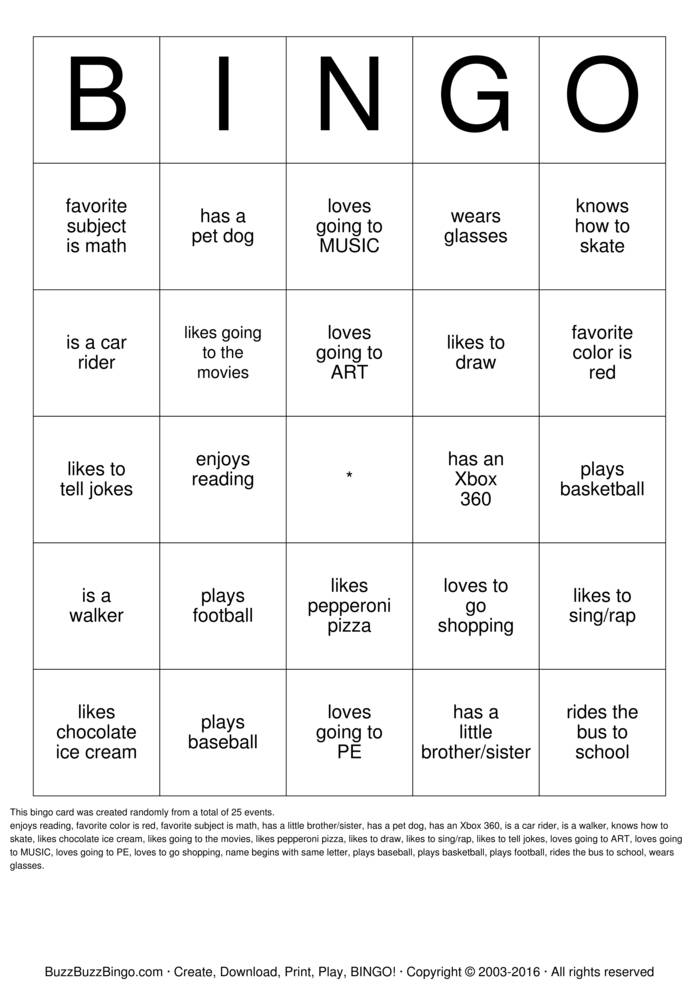 B I N G O
favorite
subject
is math
has a
pet dog
loves
going to
MUSIC
wears
glasses
knows
how to
skate
is a car
rider
likes going
to the
movies
loves
going to
ART
likes to
draw
favorite
color is
red
likes to
tell jokes
enjoys
reading
*
has an
Xbox
360
plays
basketball
is a
walker
plays
football
likes
pepperoni
pizza
loves to
go
shopping
likes to
sing/rap
likes
chocolate
ice cream
plays
baseball
loves
going to
PE
has a
little
brother/sister
rides the
bus to
school
This bingo card was created randomly from a total of 25 events.
enjoys reading, favorite color is red, favorite subject is math, has a little brother/sister, has a pet dog, has an Xbox 360, is a car rider, is a walker, knows how to
skate, likes chocolate ice cream, likes going to the movies, likes pepperoni pizza, likes to draw, likes to sing/rap, likes to tell jokes, loves going to ART, loves going
to MUSIC, loves going to PE, loves to go shopping, name begins with same letter, plays baseball, plays basketball, plays football, rides the bus to school, wears
glasses.
BuzzBuzzBingo.com · Create, Download, Print, Play, BINGO! · Copyright © 2003-2016 · All rights reserved